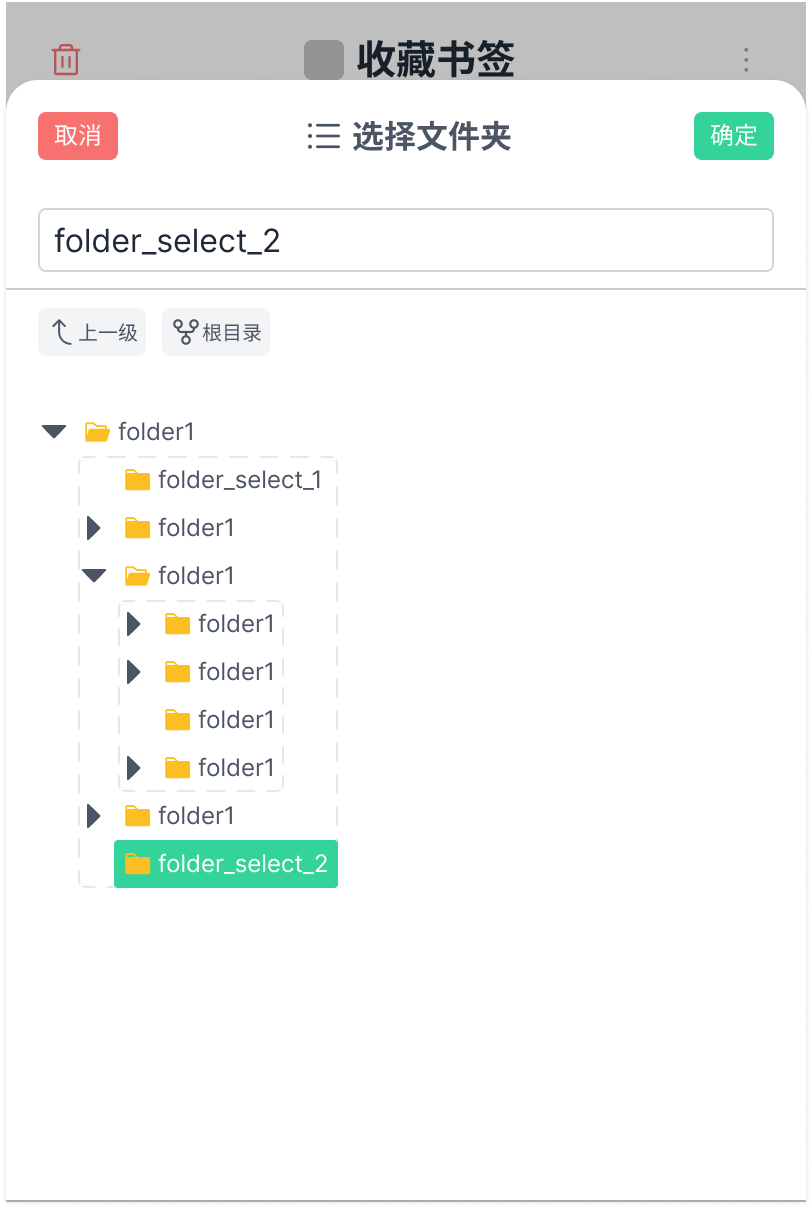 收藏书签
取消
选择文件夹
确定
folder_select_2
上一级
根目录
folder1
folder_select_1
folder1
folder1
folder1
folder1
folder1
folder1
folder1
folder_select_2